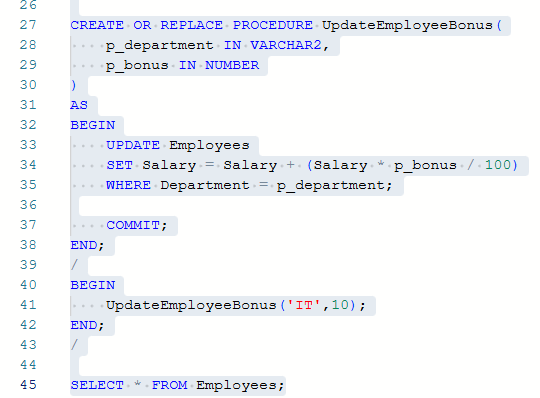 26
27 CREATE OR REPLACE PROCEDURE UpdateEmployeeBonus(
28     p_department IN VARCHAR2,
29     p_bonus IN NUMBER
30 )
31 AS
32 BEGIN
33     UPDATE Employees
34     SET Salary = Salary + (Salary * p_bonus / 100)
35     WHERE Department = p_department;
36
37     COMMIT;
38 END;
39 /
40 BEGIN
41     UpdateEmployeeBonus('IT',10);
42 END;
43 /
44
45 SELECT * FROM Employees;